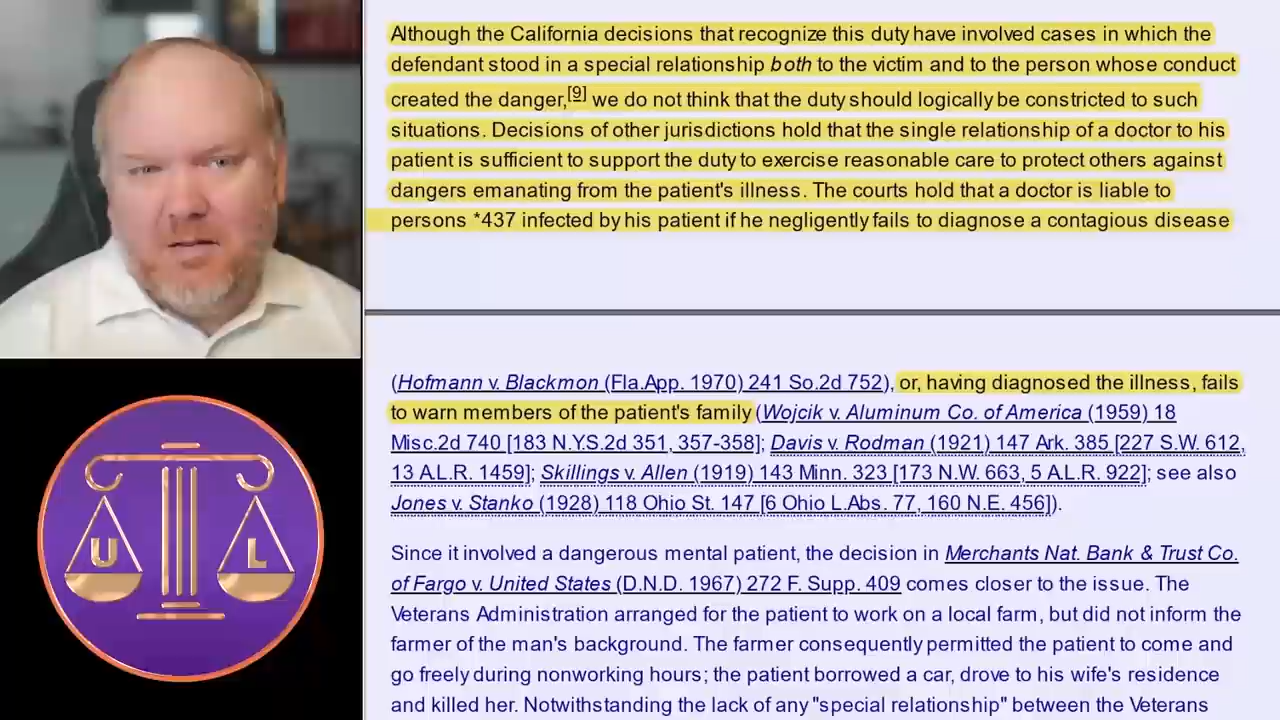 Although the California decisions that recognize this duty have involved cases in which the
defendant stood in a special relationship both to the victim and to the person whose conduct
created the danger,[9] we do not think that the duty should logically be constricted to such
situations. Decisions of other jurisdictions hold that the single relationship of a doctor to his
patient is sufficient to support the duty to exercise reasonable care to protect others against
dangers emanating from the patient's illness. The courts hold that a doctor is liable to
persons *437 infected by his patient if he negligently fails to diagnose a contagious disease
(Hofmann v. Blackmon (Fla.App. 1970) 241 So.2d 752), or, having diagnosed the illness, fails
to warn members of the patient's family (Wojcik v. Aluminum Co. of America (1959) 18
Misc.2d 740 [183 N.Y.S.2d 351, 357-358]; Davis v. Rodman (1921) 147 Ark. 385 [227 S.W. 612,
13 A.L.R. 1459]; Skillings v. Allen (1919) 143 Minn. 323 [173 N.W. 663, 5 A.L.R. 922]; see also
Jones v. Stanko (1928) 118 Ohio St. 147 [6 Ohio L.Abs. 77, 160 N.E. 456]).
Since it involved a dangerous mental patient, the decision in Merchants Nat. Bank & Trust Co.
of Fargo v. United States (D.N.D. 1967) 272 F. Supp. 409 comes closer to the issue. The
Veterans Administration arranged for the patient to work on a local farm, but did not inform the
farmer of the man's background. The farmer consequently permitted the patient to come and
go freely during nonworking hours; the patient borrowed a car, drove to his wife's residence
and killed her. Notwithstanding the lack of any "special relationship" between the Veterans
U L